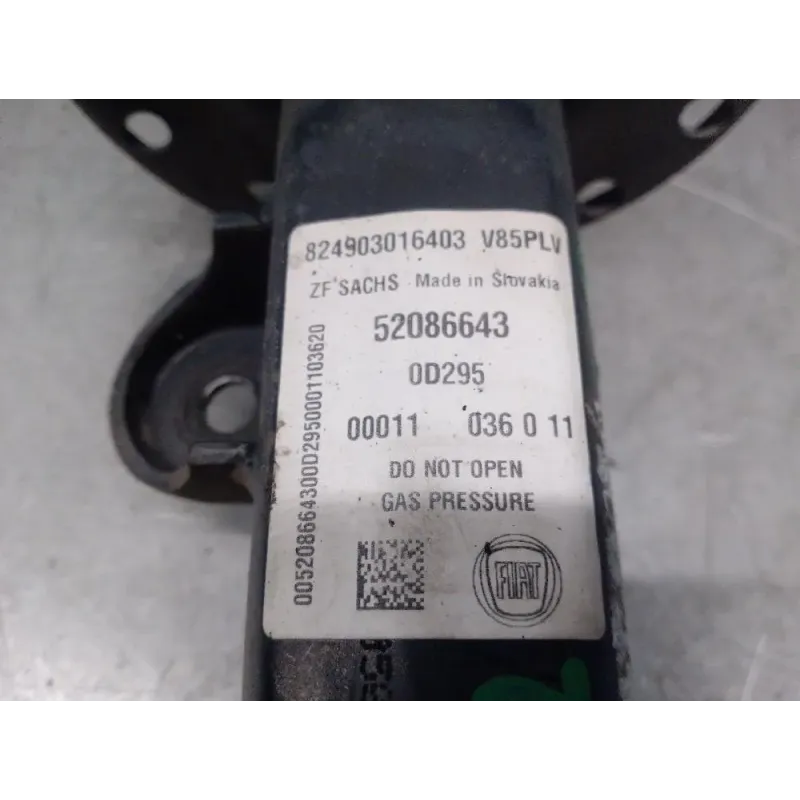 824903016403 V85PLV
ZF SACHS Made in Slovakia
52086643
0D295
00011 036 0 11
DO NOT OPEN
GAS PRESSURE
FIAT
005208664300D2950001103620